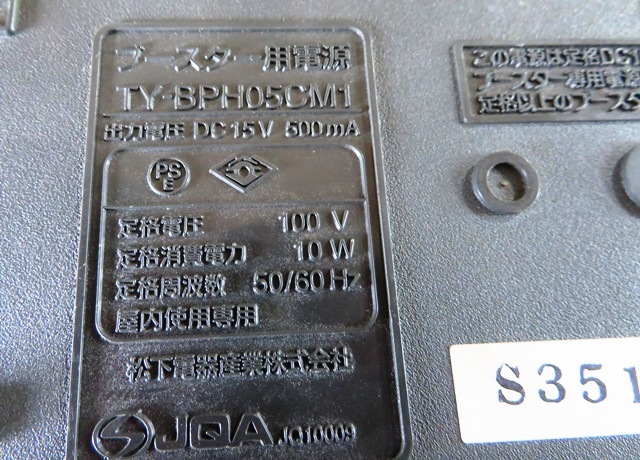 ブースター用電源
TY-BPH05CM1
出力電圧 DC15V 500mA
PS
E
定格電圧 100 V
定格消費電力 10 W
定格周波数 50/60 Hz
屋内使用専用
松下電器産業株式会社
JQA JC10009
この電源は定格DC1
ブースター専用電
定格以上のブースタ
S351